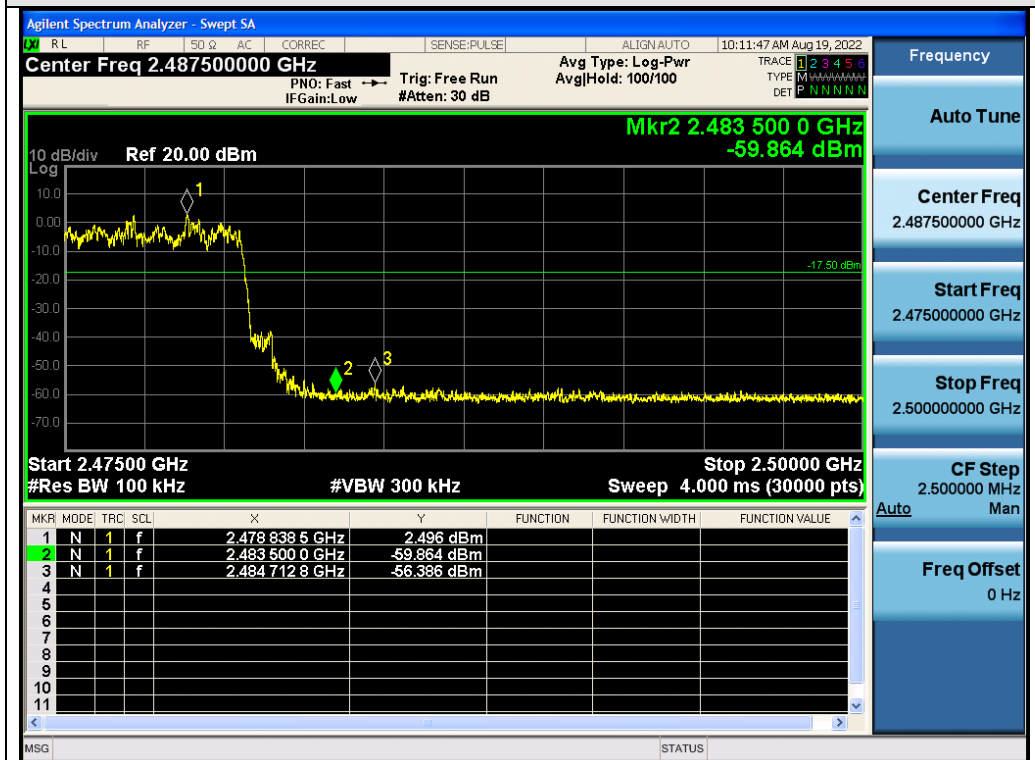 Agilent Spectrum Analyzer - Swept SA
LXI RL RF 50 Ω AC CORREC SENSE:PULSE ALIGN AUTO 10:11:47 AM Aug 19, 2022
Center Freq 2.487500000 GHz
PNO: Fast
IFGain:Low
Trig: Free Run
#Atten: 30 dB
Avg Type: Log-Pwr
Avg|Hold: 100/100
TRACE 1 2 3 4 5 6
TYPE M WWWWW
DET P N N N N N
Mkr2 2.483 500 0 GHz
-59.864 dBm
10 dB/div Ref 20.00 dBm
Log
10.0
0.00
-10.0
-20.0
-30.0
-40.0
-50.0
-60.0
-70.0
1
-17.50 dBm
2
3
Start 2.47500 GHz Stop 2.50000 GHz
#Res BW 100 kHz #VBW 300 kHz Sweep 4.000 ms (30000 pts)
MKR MODE TRC SCL X Y FUNCTION FUNCTION WIDTH FUNCTION VALUE
1 N 1 f 2.478 838 5 GHz 2.496 dBm
2 N 1 f 2.483 500 0 GHz -59.864 dBm
3 N 1 f 2.484 712 8 GHz -56.386 dBm
4
5
6
7
8
9
10
11
MSG STATUS
Frequency
Auto Tune
Center Freq
2.487500000 GHz
Start Freq
2.475000000 GHz
Stop Freq
2.500000000 GHz
CF Step
2.500000 MHz
Auto Man
Freq Offset
0 Hz